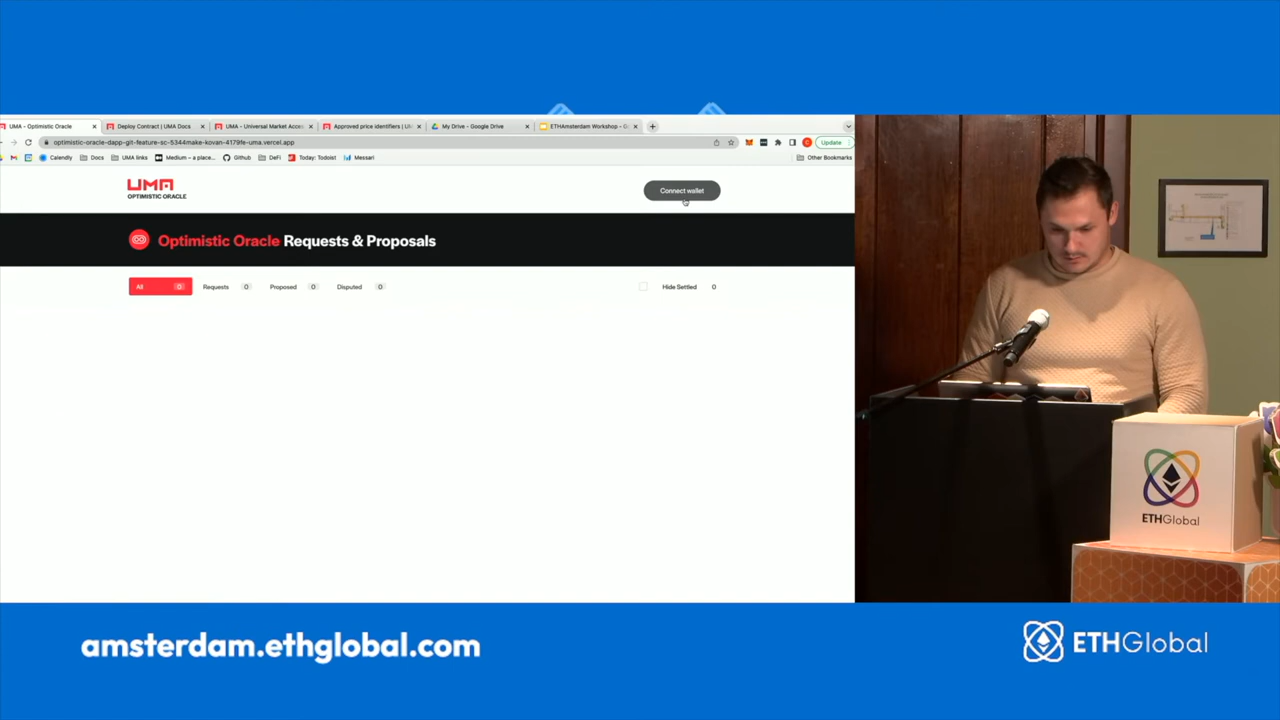 UMA - Optimistic Oracle
Deploy Contract | UMA Docs
UMA - Universal Market Acces
Approved price identifiers | U
My Drive - Google Drive
ETHAmsterdam Workshop - G
optimistic-oracle-dapp-git-feature-sc-5344make-kovan-4179fe-uma.vercel.app
Update
Calendly
Docs
UMA links
Medium – a place...
Github
DeFi
Today: Todoist
Messari
Other Bookmarks
UMA
OPTIMISTIC ORACLE
Connect wallet
Optimistic Oracle Requests & Proposals
All 0
Requests 0
Proposed 0
Disputed 0
Hide Settled 0
ETHGlobal
amsterdam.ethglobal.com
ETHGlobal